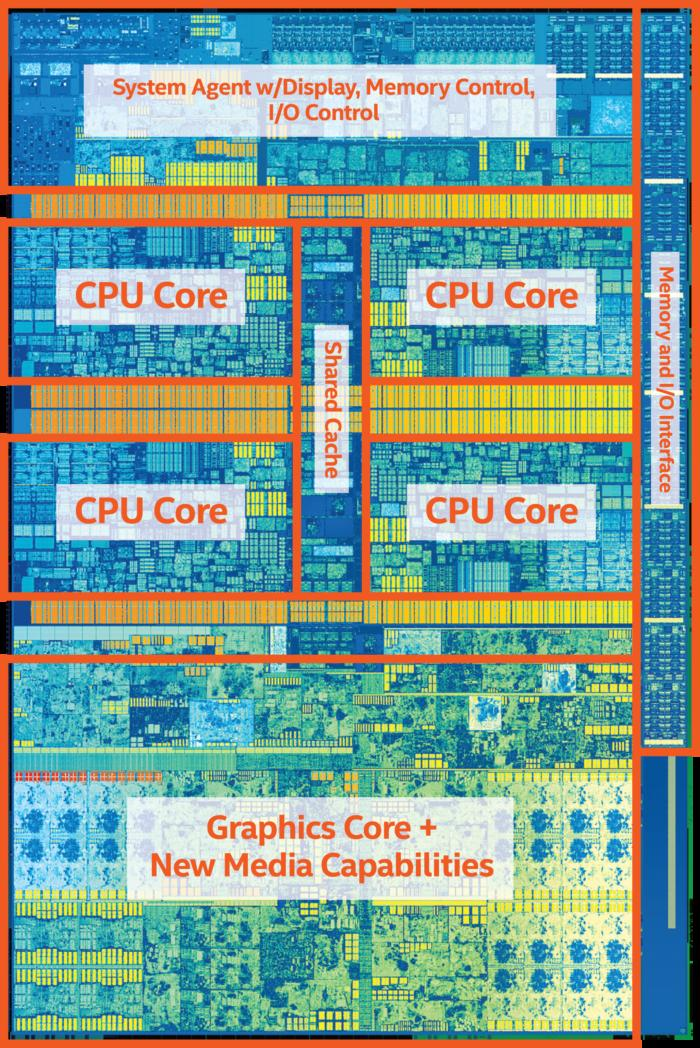 System Agent w/Display, Memory Control,
I/O Control
CPU Core
CPU Core
Shared Cache
Memory and I/O Interface
CPU Core
CPU Core
Graphics Core +
New Media Capabilities